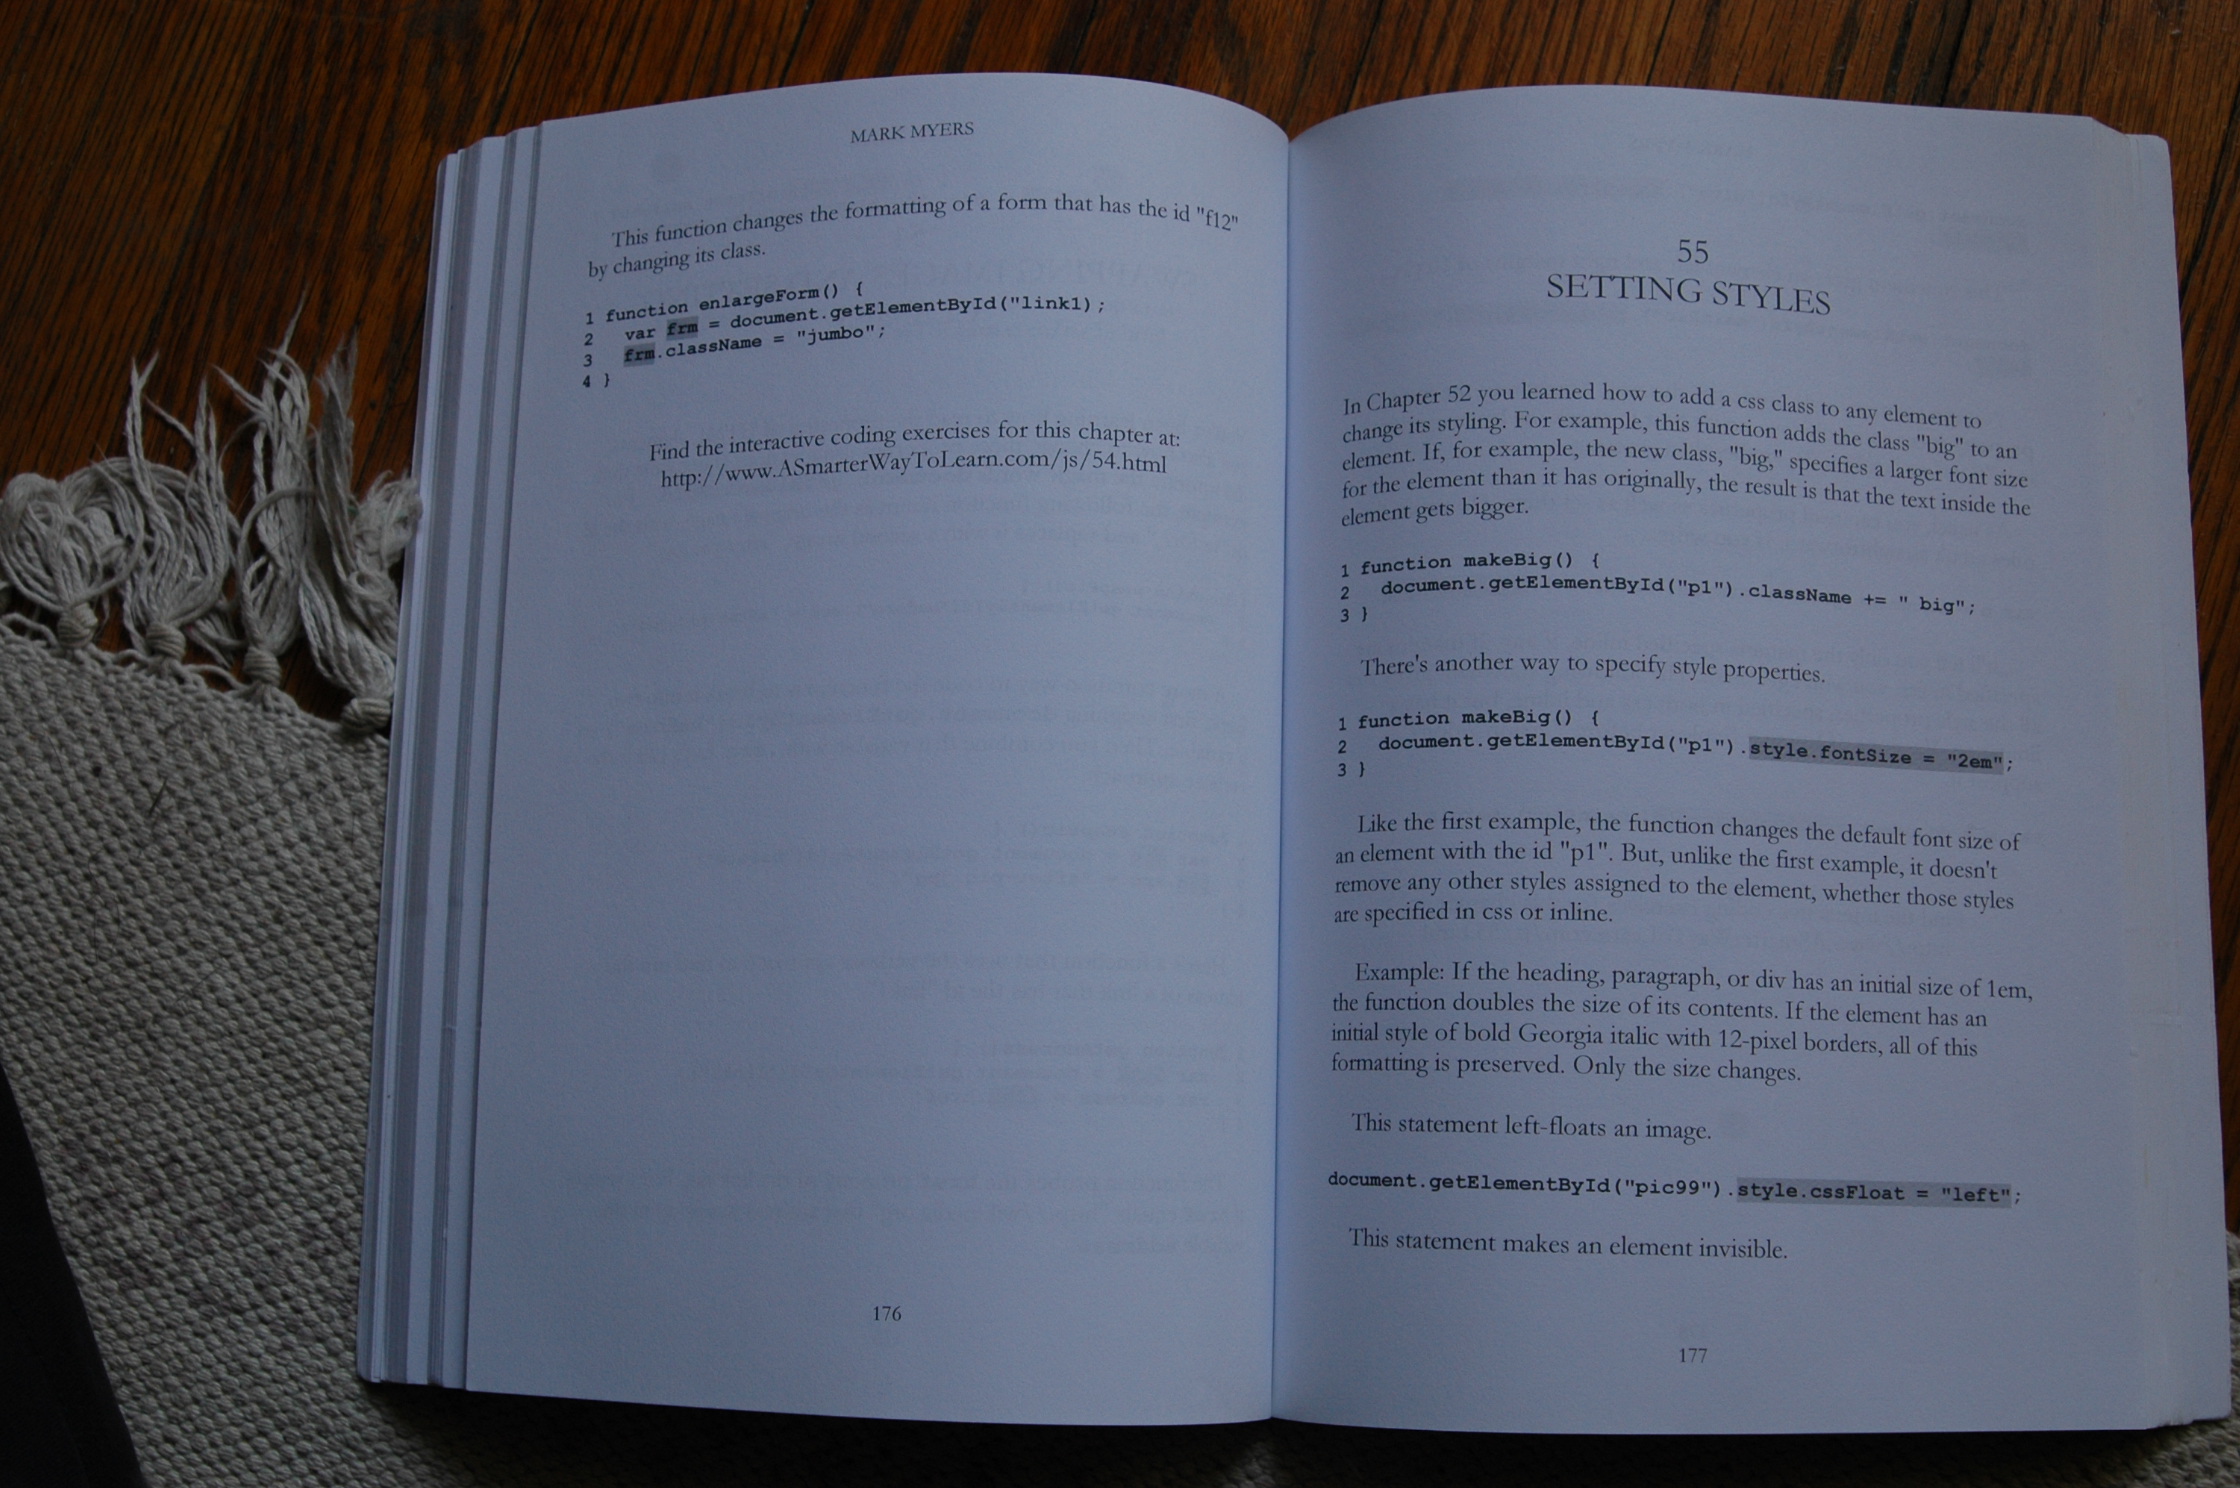 MARK MYERS
This function changes the formatting of a form that has the id "f12"
by changing its class.
1 function enlargeForm() {
2 var frm = document.getElementById("link1);
3 frm.className = "jumbo";
4 }
Find the interactive coding exercises for this chapter at:
http://www.ASmarterWayToLearn.com/js/54.html
176
55
SETTING STYLES
In Chapter 52 you learned how to add a css class to any element to
change its styling. For example, this function adds the class "big" to an
element. If, for example, the new class, "big," specifies a larger font size
for the element than it has originally, the result is that the text inside the
element gets bigger.
1 function makeBig() {
2 document.getElementById("p1").className += " big";
3 }
There's another way to specify style properties.
1 function makeBig() {
2 document.getElementById("p1").style.fontSize = "2em";
3 }
Like the first example, the function changes the default font size of
an element with the id "p1". But, unlike the first example, it doesn't
remove any other styles assigned to the element, whether those styles
are specified in css or inline.
Example: If the heading, paragraph, or div has an initial size of 1em,
the function doubles the size of its contents. If the element has an
initial style of bold Georgia italic with 12-pixel borders, all of this
formatting is preserved. Only the size changes.
This statement left-floats an image.
document.getElementById("pic99").style.cssFloat = "left";
This statement makes an element invisible.
177